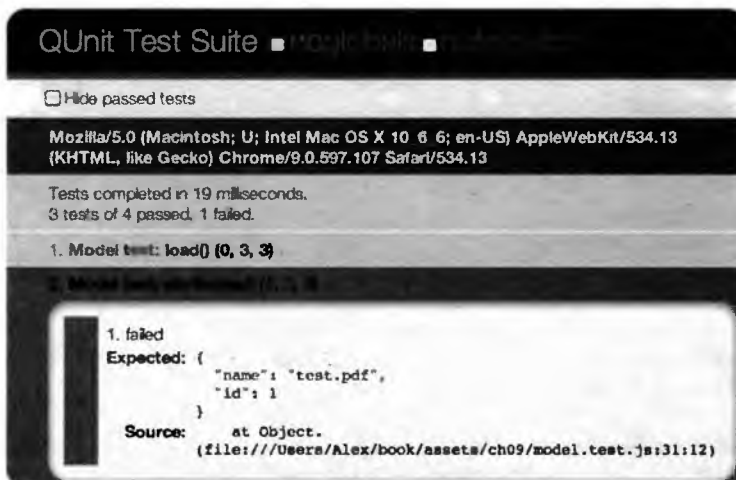 QUnit Test Suite
Hide passed tests
Mozilla/5.0 (Macintosh; U; Intel Mac OS X 10_6_6; en-US) AppleWebKit/534.13
(KHTML, like Gecko) Chrome/9.0.597.107 Safari/534.13
Tests completed in 19 milliseconds.
3 tests of 4 passed, 1 failed.
1. Model test: load() (0, 3, 3)
1. failed
Expected: {
"name": "test.pdf",
"id": 1
}
Source: at Object.
(file:///Users/Alex/book/assets/ch09/model.test.js:31:12)